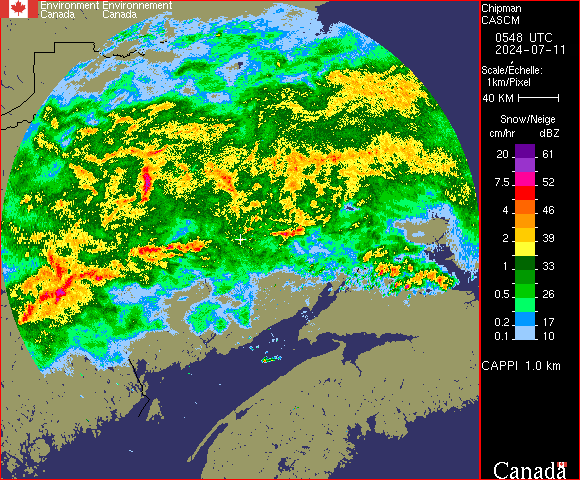 Environment Environnement
Canada Canada
Chipman
CASCM
0548 UTC
2024-07-11
Scale/Échelle:
1km/Pixel
40 KM
Snow/Neige
cm/hr dBZ
20 61
7.5 52
4 46
2 39
1 33
0.5 26
0.2 17
0.1 10
CAPPI 1.0 km
Canada